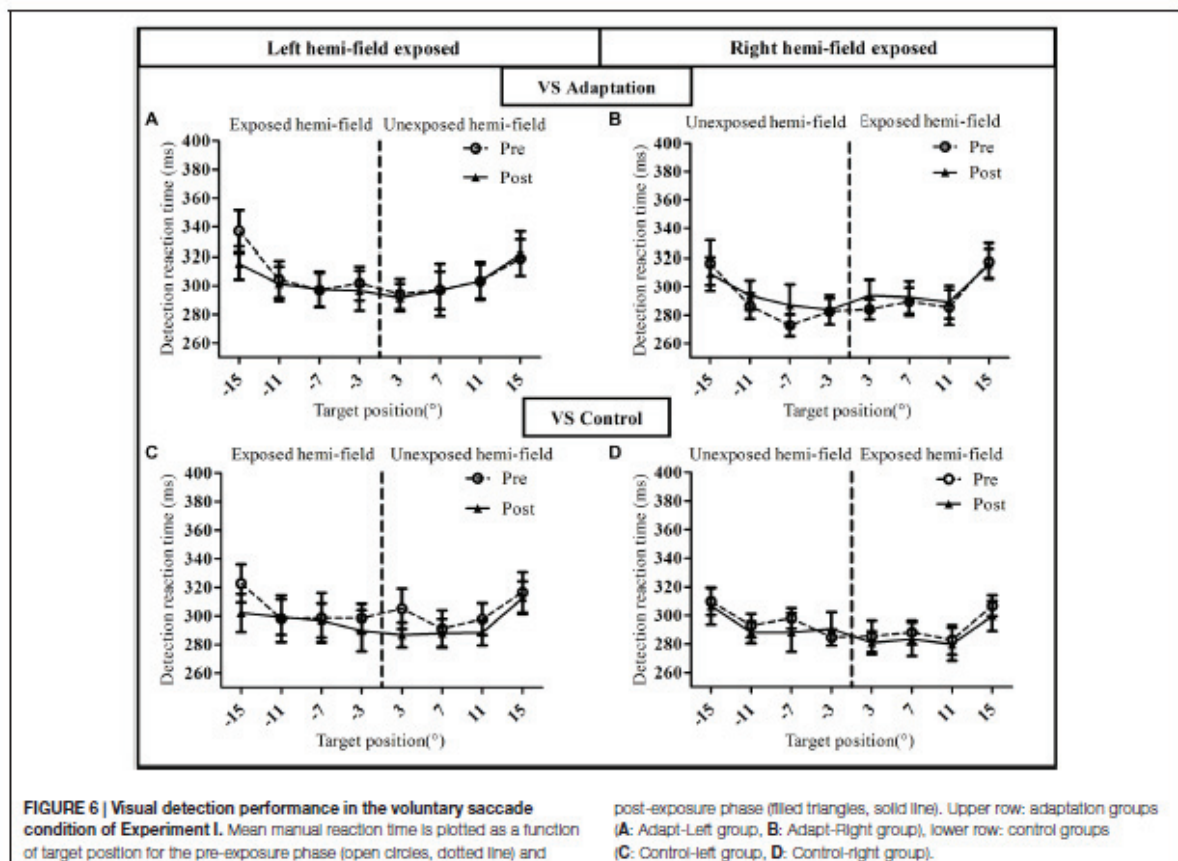 Left hemi-field exposed
Right hemi-field exposed
VS Adaptation
A
Exposed hemi-field
Unexposed hemi-field
Pre
Post
Detection reaction time (ms)
400
380
360
340
320
300
280
260
-15
-11
-7
-3
3
7
11
15
Target position(°)
B
Unexposed hemi-field
Exposed hemi-field
Pre
Post
Detection reaction time (ms)
400
380
360
340
320
300
280
260
-15
-11
-7
-3
3
7
11
15
Target position(°)
VS Control
C
Exposed hemi-field
Unexposed hemi-field
Pre
Post
Detection reaction time (ms)
400
380
360
340
320
300
280
260
-15
-11
-7
-3
3
7
11
15
Target position(°)
D
Unexposed hemi-field
Exposed hemi-field
Pre
Post
Detection reaction time (ms)
400
380
360
340
320
300
280
260
-15
-11
-7
-3
3
7
11
15
Target position(°)
FIGURE 6 | Visual detection performance in the voluntary saccade
condition of Experiment I. Mean manual reaction time is plotted as a function
of target position for the pre-exposure phase (open circles, dotted line) and
post-exposure phase (filled triangles, solid line). Upper row: adaptation groups
(A: Adapt-Left group, B: Adapt-Right group), lower row: control groups
(C: Control-left group, D: Control-right group).